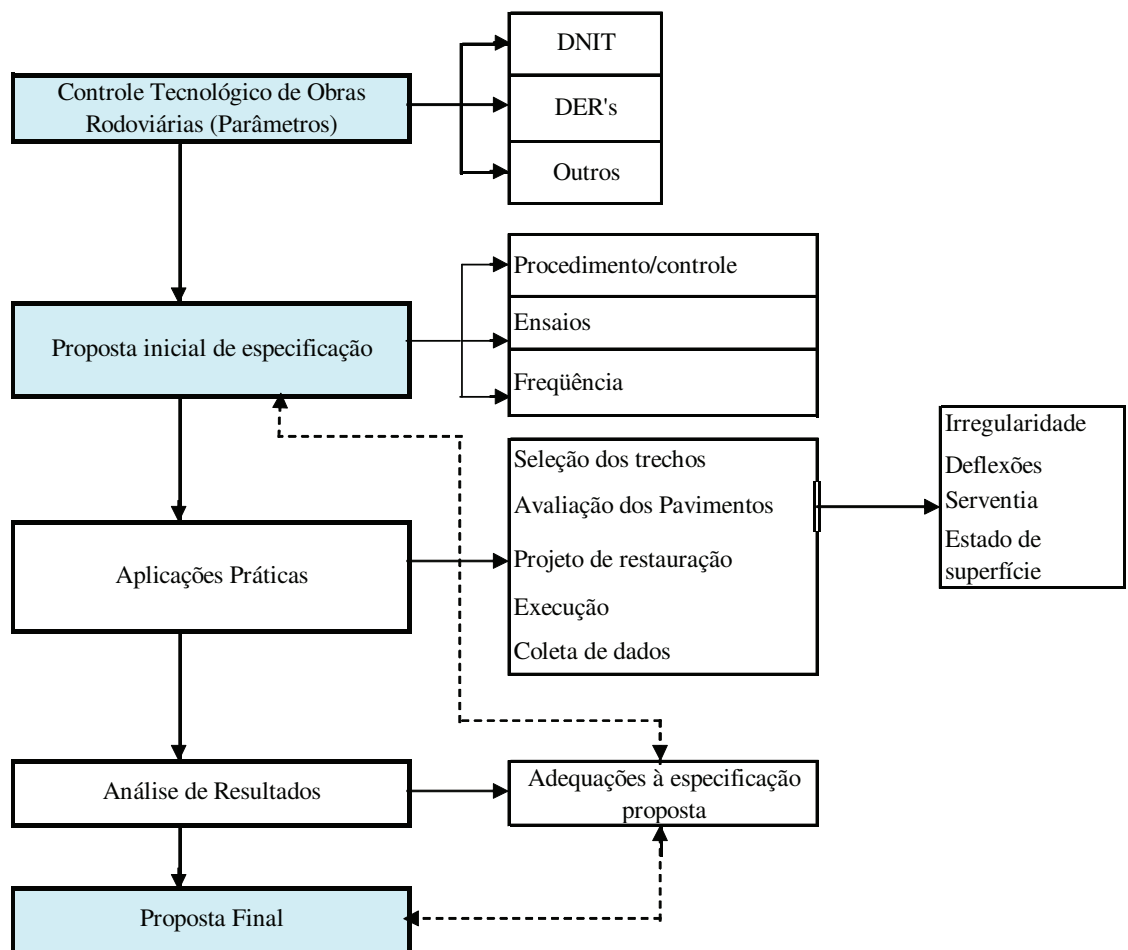 Controle Tecnológico de Obras
Rodoviárias (Parâmetros)
DNIT
DER's
Outros
Proposta inicial de especificação
Procedimento/controle
Ensaios
Freqüência
Aplicações Práticas
Seleção dos trechos
Avaliação dos Pavimentos
Projeto de restauração
Execução
Coleta de dados
Irregularidade
Deflexões
Serventia
Estado de
superfície
Análise de Resultados
Adequações à especificação
proposta
Proposta Final